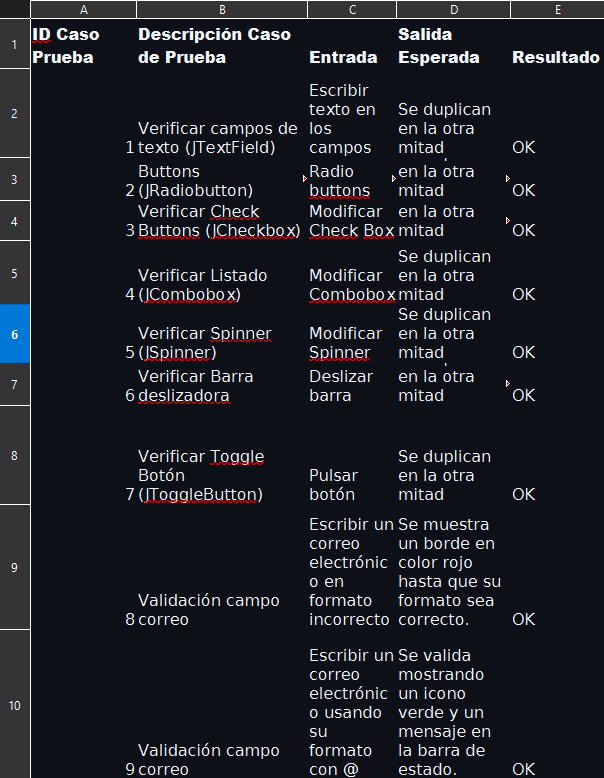 A B C D E
1 ID Caso Prueba Descripción Caso de Prueba Entrada Salida Esperada Resultado
2 1 Verificar campos de texto (JTextField) Escribir texto en los campos Se duplican en la otra mitad OK
3 2 Buttons (JRadiobutton) Radio buttons en la otra mitad OK
4 3 Verificar Check Buttons (JCheckbox) Modificar Check Box en la otra mitad OK
5 4 Verificar Listado (JCombobox) Modificar Combobox Se duplican en la otra mitad OK
6 5 Verificar Spinner (JSpinner) Modificar Spinner Se duplican en la otra mitad OK
7 6 Verificar Barra deslizadora Deslizar barra en la otra mitad OK
8 7 Verificar Toggle Botón (JToggleButton) Pulsar botón Se duplican en la otra mitad OK
9 8 Validación campo correo Escribir un correo electrónico en formato incorrecto Se muestra un borde en color rojo hasta que su formato sea correcto. OK
10 9 Validación campo correo Escribir un correo electrónico usando su formato con @ Se valida mostrando un icono verde y un mensaje en la barra de estado. OK